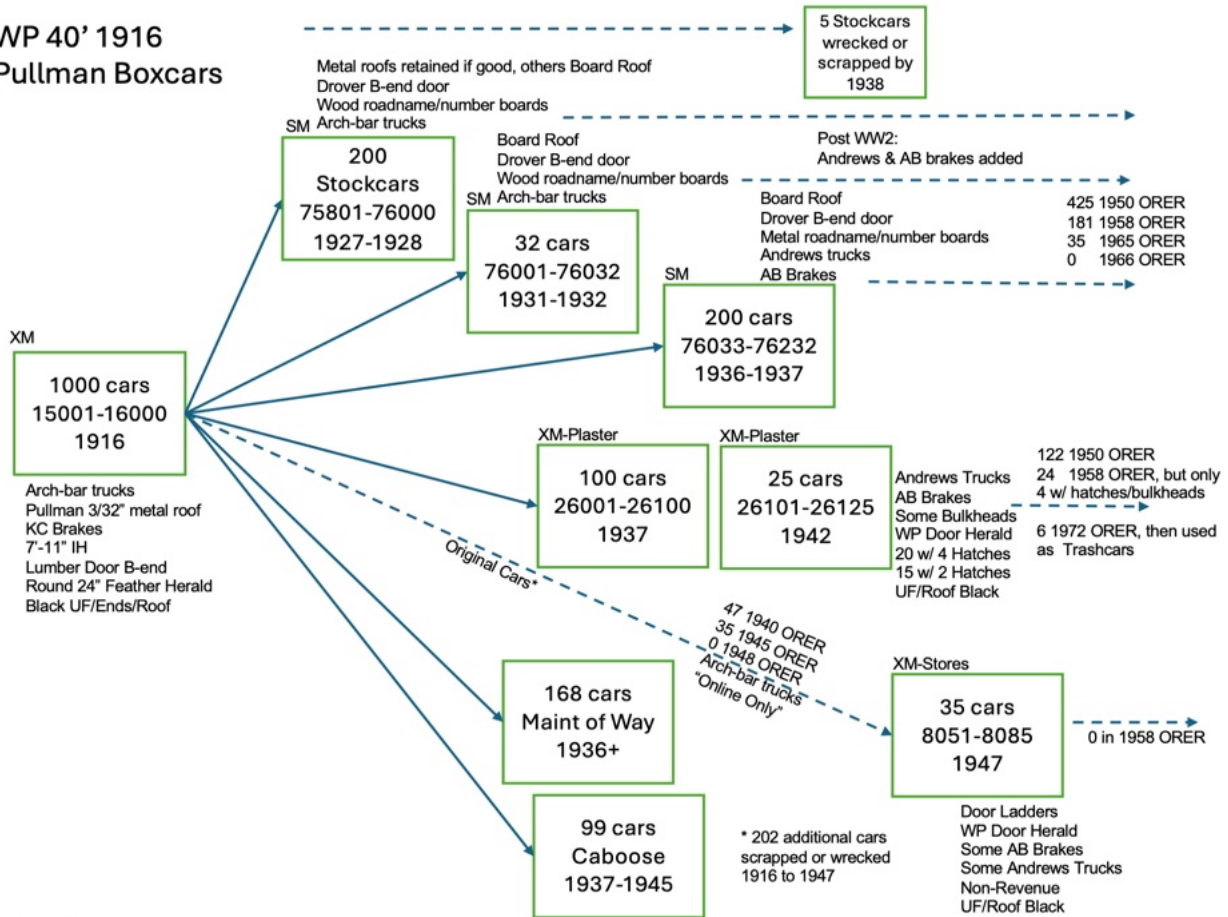 WP 40’ 1916
Pullman Boxcars
5 Stockcars
wrecked or
scrapped by
1938
Metal roofs retained if good, others Board Roof
Drover B-end door
Wood roadname/number boards
Arch-bar trucks
SM
200
Stockcars
75801-76000
1927-1928
Board Roof
Drover B-end door
Wood roadname/number boards
Arch-bar trucks
SM
32 cars
76001-76032
1931-1932
Post WW2:
Andrews & AB brakes added
Board Roof
Drover B-end door
Metal roadname/number boards
Andrews trucks
AB Brakes
SM
200 cars
76033-76232
1936-1937
425 1950 ORER
181 1958 ORER
35 1965 ORER
0 1966 ORER
XM
1000 cars
15001-16000
1916
Arch-bar trucks
Pullman 3/32” metal roof
KC Brakes
7’-11” IH
Lumber Door B-end
Round 24” Feather Herald
Black UF/Ends/Roof
XM-Plaster
100 cars
26001-26100
1937
XM-Plaster
25 cars
26101-26125
1942
Andrews Trucks
AB Brakes
Some Bulkheads
WP Door Herald
20 w/ 4 Hatches
15 w/ 2 Hatches
UF/Roof Black
122 1950 ORER
24 1958 ORER, but only
4 w/ hatches/bulkheads
6 1972 ORER, then used
as Trashcars
Original Cars*
47 1940 ORER
35 1945 ORER
0 1948 ORER
Arch-bar trucks
“Online Only”
XM-Stores
35 cars
8051-8085
1947
0 in 1958 ORER
Door Ladders
WP Door Herald
Some AB Brakes
Some Andrews Trucks
Non-Revenue
UF/Roof Black
168 cars
Maint of Way
1936+
99 cars
Caboose
1937-1945
* 202 additional cars
scrapped or wrecked
1916 to 1947